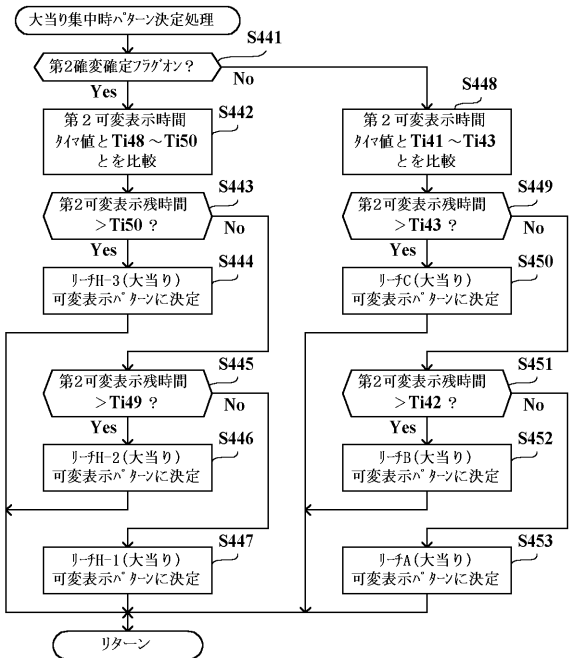 大当り集中時ﾊﾟﾀｰﾝ決定処理
S441
第2確変確定ﾌﾗｸﾞオン？
Yes
No
S442
第２可変表示時間
ﾀｲﾏ値とTi48～Ti50
とを比較
S443
第2可変表示残時間
＞Ti50 ？
No
Yes
S444
ﾘｰﾁH-3(大当り)
可変表示ﾊﾟﾀｰﾝに決定
S445
第2可変表示残時間
＞Ti49 ？
No
Yes
S446
ﾘｰﾁH-2(大当り)
可変表示ﾊﾟﾀｰﾝに決定
S447
ﾘｰﾁH-1(大当り)
可変表示ﾊﾟﾀｰﾝに決定
S448
第２可変表示時間
ﾀｲﾏ値とTi41～Ti43
とを比較
S449
第2可変表示残時間
＞Ti43 ？
No
Yes
S450
ﾘｰﾁC(大当り)
可変表示ﾊﾟﾀｰﾝに決定
S451
第2可変表示残時間
＞Ti42 ？
No
Yes
S452
ﾘｰﾁB(大当り)
可変表示ﾊﾟﾀｰﾝに決定
S453
ﾘｰﾁA(大当り)
可変表示ﾊﾟﾀｰﾝに決定
リターン